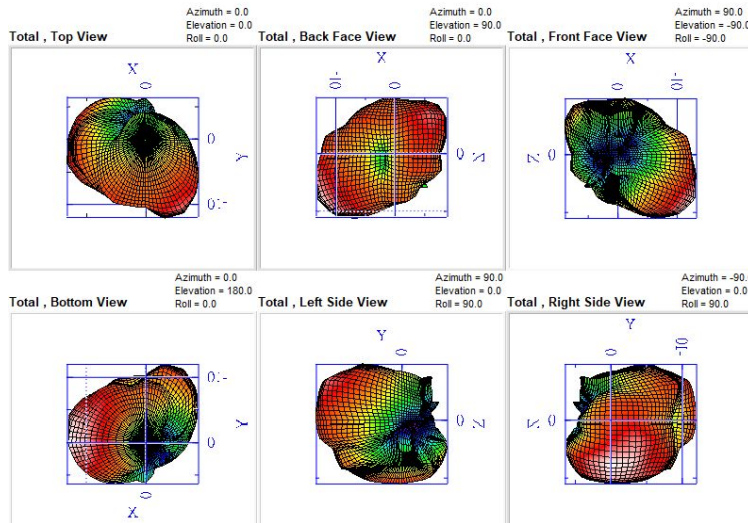 Azimuth = 0.0
Elevation = 0.0
Roll = 0.0
Total , Top View
X
0
Y
0
Azimuth = 0.0
Elevation = 90.0
Roll = 0.0
Total , Back Face View
X
-10
0
Z
0
Azimuth = 90.0
Elevation = -90.0
Roll = -90.0
Total , Front Face View
X
0
-10
Z
0
Azimuth = 0.0
Elevation = 180.0
Roll = 0.0
Total , Bottom View
Y
0
0
X
Azimuth = 90.0
Elevation = 0.0
Roll = 90.0
Total , Left Side View
Y
0
Z
0
Azimuth = -90.0
Elevation = 0.0
Roll = 90.0
Total , Right Side View
Y
0
-10
Z
0